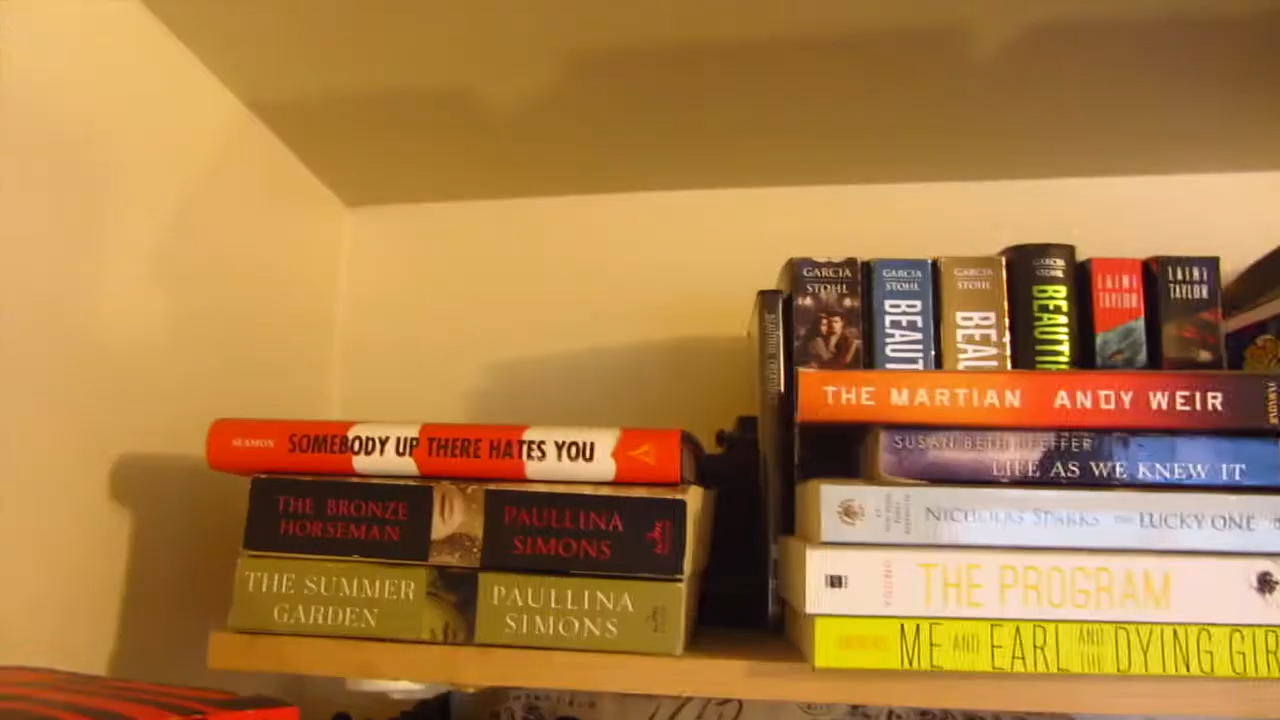 SEAMON SOMEBODY UP THERE HATES YOU
THE BRONZE
HORSEMAN
PAULLINA
SIMONS
THE SUMMER
GARDEN
PAULLINA
SIMONS
GARCIA
STOHL
GARCIA
STOHL
BEAUT
GARCIA
STOHL
BEAU
GARCIA
STOHL
BEAUTIF
LAINI
TAYLOR
LAINI
TAYLOR
THE MARTIAN ANDY WEIR
SUSAN BETH PFEFFER
LIFE AS WE KNEW IT
NICHOLAS SPARKS THE LUCKY ONE
THE PROGRAM
ME AND EARL AND THE DYING GIR